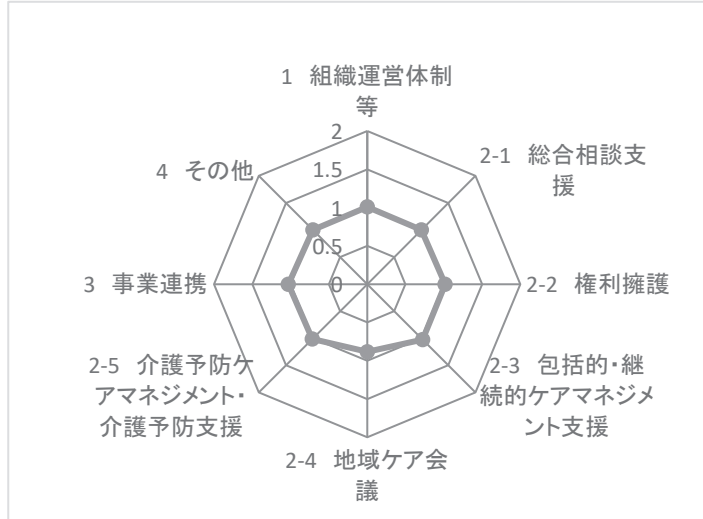 1 組織運営体制
等
2-1 総合相談支
援
2-2 権利擁護
2-3 包括的・継
続的ケアマネジメ
ント支援
2-4 地域ケア会
議
2-5 介護予防ケ
アマネジメント・
介護予防支援
3 事業連携
4 その他
2
1.5
1
0.5
0